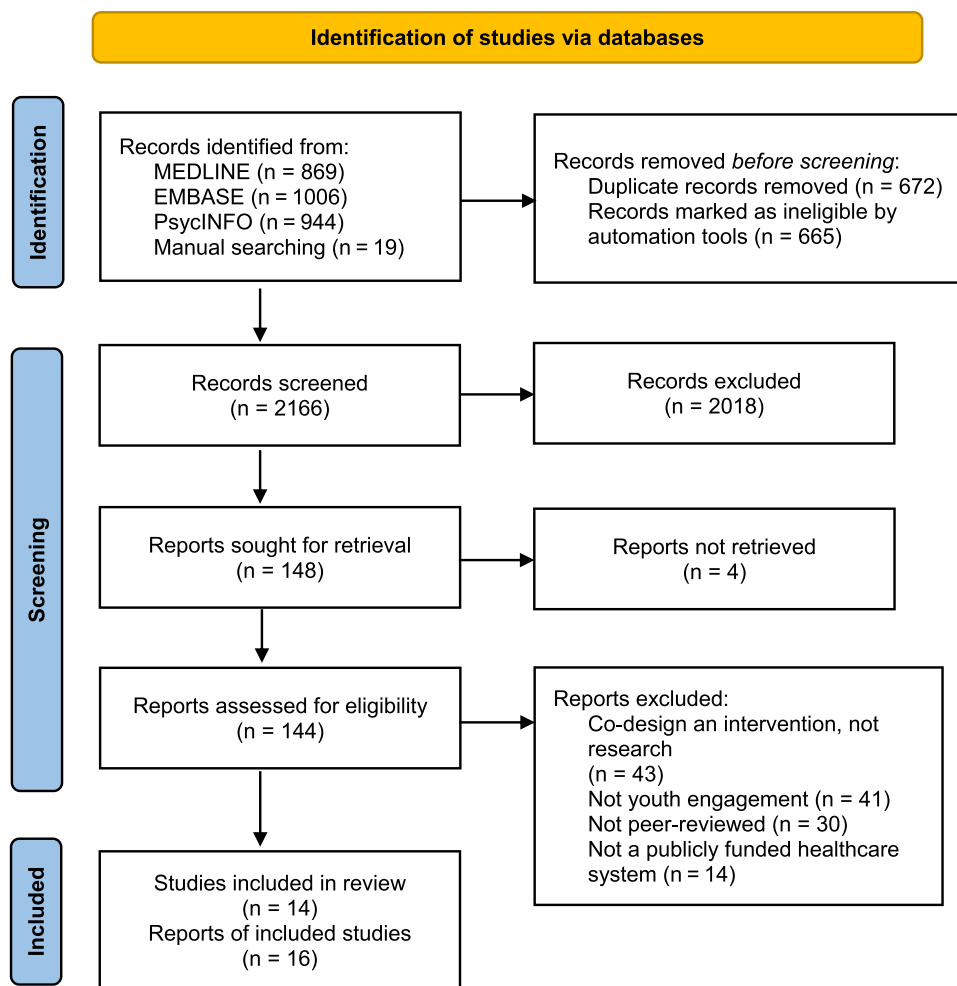 Identification of studies via databases
Identification
Records identified from:
MEDLINE (n = 869)
EMBASE (n = 1006)
PsycINFO (n = 944)
Manual searching (n = 19)
Records removed before screening:
Duplicate records removed (n = 672)
Records marked as ineligible by
automation tools (n = 665)
Screening
Records screened
(n = 2166)
Records excluded
(n = 2018)
Reports sought for retrieval
(n = 148)
Reports not retrieved
(n = 4)
Reports assessed for eligibility
(n = 144)
Reports excluded:
Co-design an intervention, not
research
(n = 43)
Not youth engagement (n = 41)
Not peer-reviewed (n = 30)
Not a publicly funded healthcare
system (n = 14)
Included
Studies included in review
(n = 14)
Reports of included studies
(n = 16)